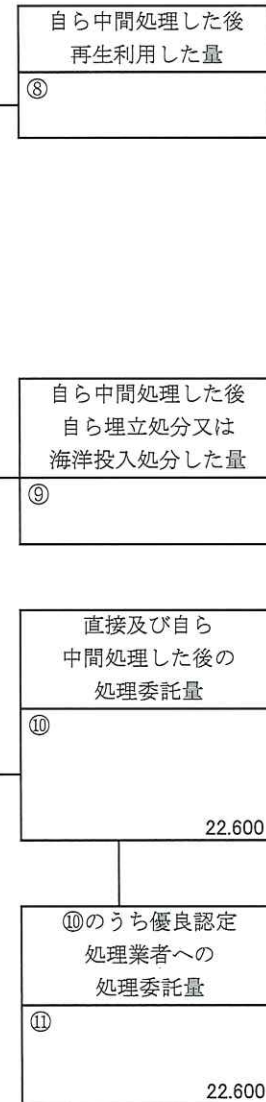 自ら中間処理した後
再生利用した量
⑧
自ら中間処理した後
自ら埋立処分又は
海洋投入処分した量
⑨
直接及び自ら
中間処理した後の
処理委託量
⑩
22.600
⑩のうち優良認定
処理業者への
処理委託量
⑪
22.600